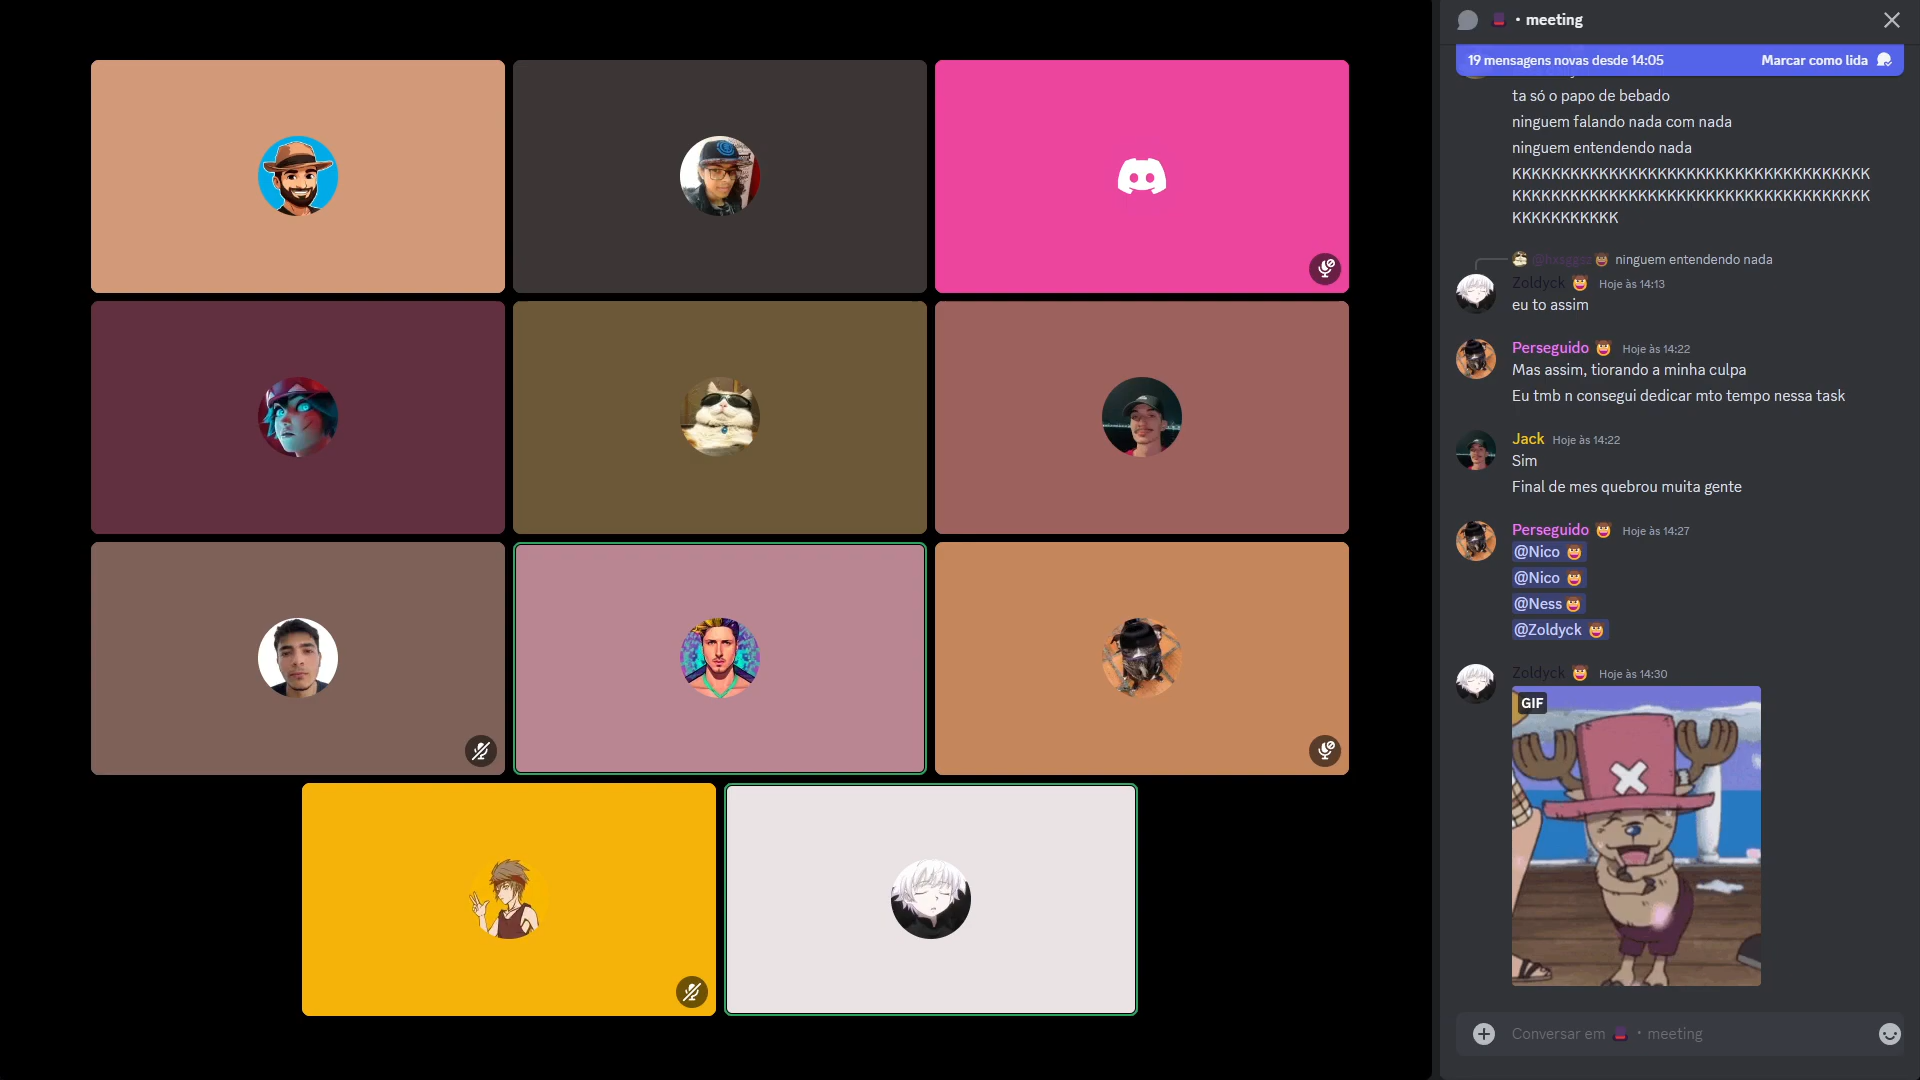 • meeting
19 mensagens novas desde 14:05 Marcar como lida
ta só o papo de bebado
ninguem falando nada com nada
ninguem entendendo nada
KKKKKKKKKKKKKKKKKKKKKKKKKKKKKKKKKKKKK
KKKKKKKKKKKKKKKKKKKKKKKKKKKKKKKKKKKKK
KKKKKKKKKKK
ninguem entendendo nada
Zoldyck Hoje às 14:13
eu to assim
Perseguido Hoje às 14:22
Mas assim, tiorando a minha culpa
Eu tmb n consegui dedicar mto tempo nessa task
Jack Hoje às 14:22
Sim
Final de mes quebrou muita gente
Perseguido Hoje às 14:27
@Nico
@Nico
@Ness
@Zoldyck
Zoldyck Hoje às 14:30
GIF
Conversar em • meeting